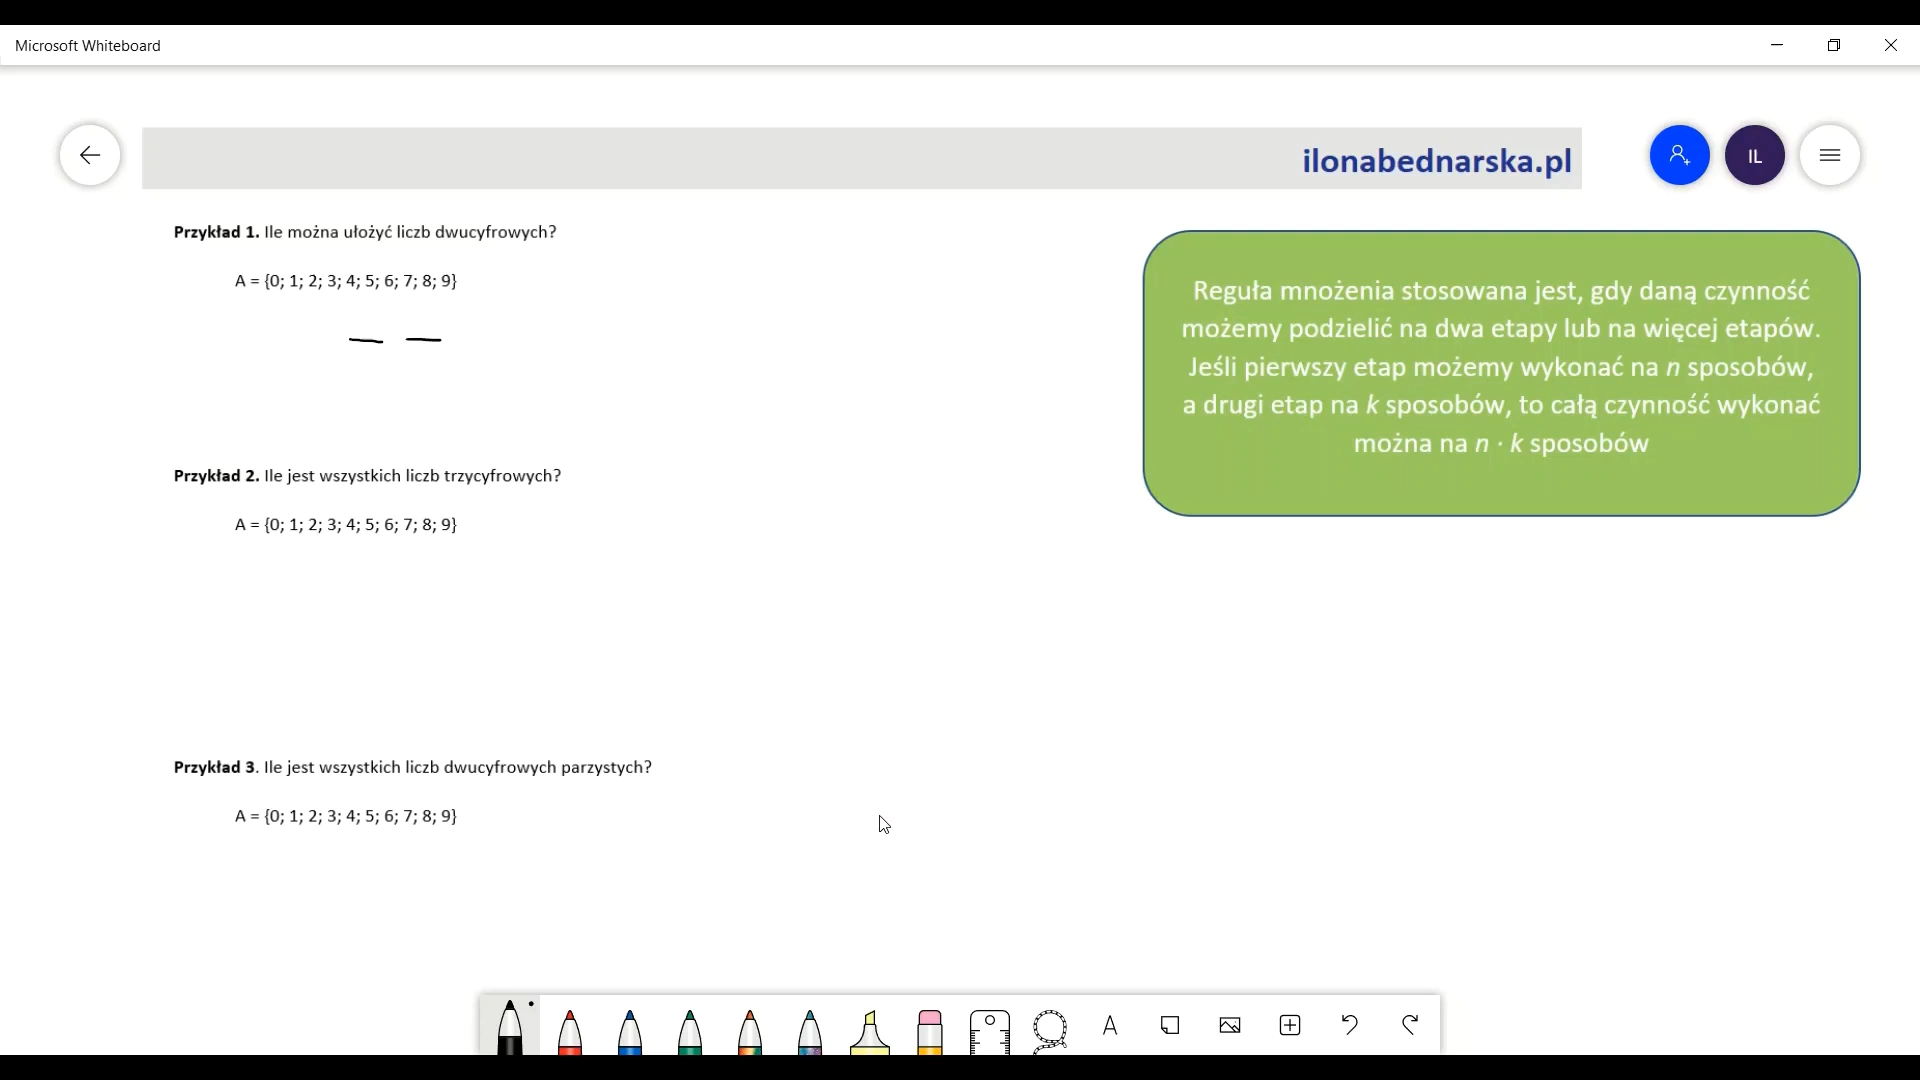 Microsoft Whiteboard
ilonabednarska.pl
IL
Przykład 1. Ile można ułożyć liczb dwucyfrowych?
A = {0; 1; 2; 3; 4; 5; 6; 7; 8; 9}
Przykład 2. Ile jest wszystkich liczb trzycyfrowych?
A = {0; 1; 2; 3; 4; 5; 6; 7; 8; 9}
Przykład 3. Ile jest wszystkich liczb dwucyfrowych parzystych?
A = {0; 1; 2; 3; 4; 5; 6; 7; 8; 9}
Reguła mnożenia stosowana jest, gdy daną czynność
możemy podzielić na dwa etapy lub na więcej etapów.
Jeśli pierwszy etap możemy wykonać na n sposobów,
a drugi etap na k sposobów, to całą czynność wykonać
można na n · k sposobów